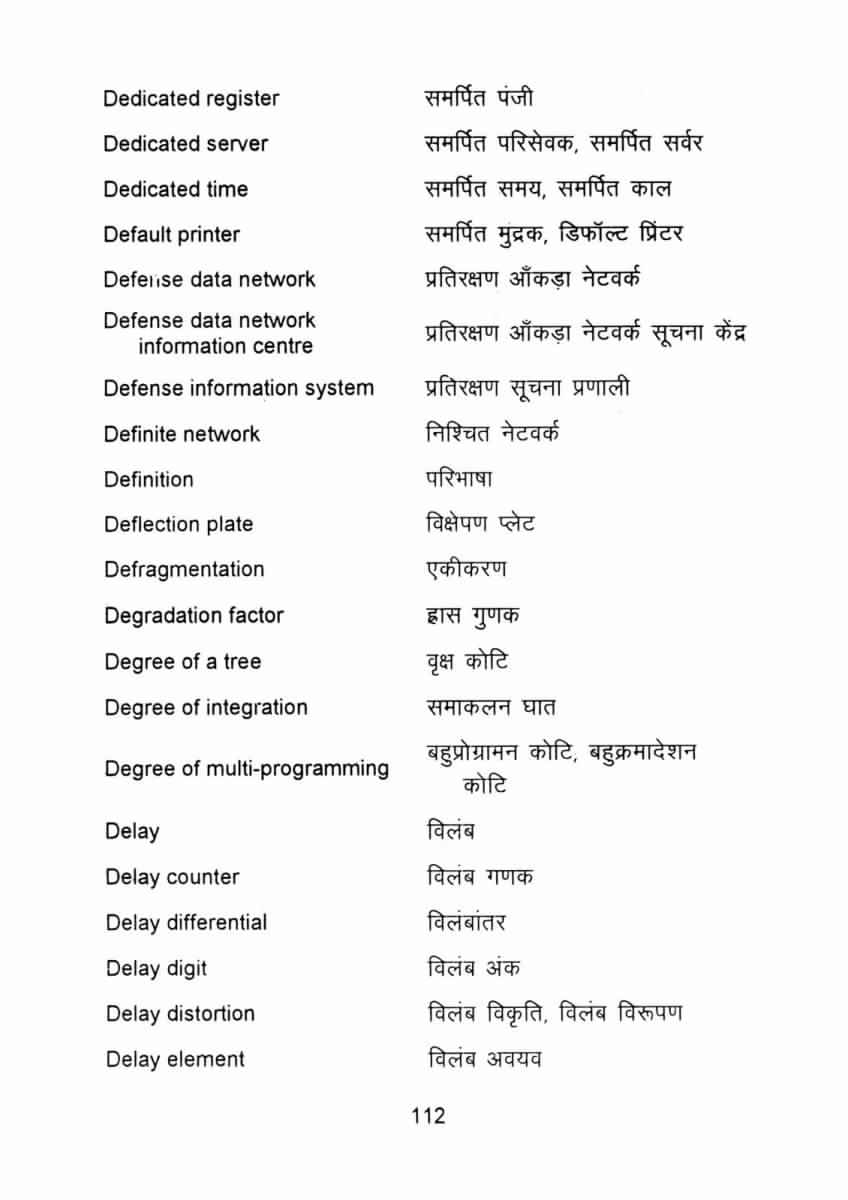 Dedicated register समर्पित पंजी
Dedicated server समर्पित परिसेवक, समर्पित सर्वर
Dedicated time समर्पित समय, समर्पित काल
Default printer समर्पित मुंद्रक, डिफॉल्ट प्रिंटर
Defense data network प्रतिरक्षण आँकड़ा नेटवर्क
Defense data network
information centre प्रतिरक्षण आँकड़ा नेटवर्क सूचना केंद्र
Defense information system प्रतिरक्षण सूचना प्रणाली
Definite network निश्चित नेटवर्क
Definition परिभाषा
Deflection plate विक्षेपण प्लेट
Defragmentation एकीकरण
Degradation factor ह्रास गुणक
Degree of a tree वृक्ष कोटि
Degree of integration समाकलन घात
Degree of multi-programming बहुप्रोग्रामन कोटि, बहुक्रमादेशन
कोटि
Delay विलंब
Delay counter विलंब गणक
Delay differential विलंबांतर
Delay digit विलंब अंक
Delay distortion विलंब विकृति, विलंब विरूपण
Delay element विलंब अवयव
112